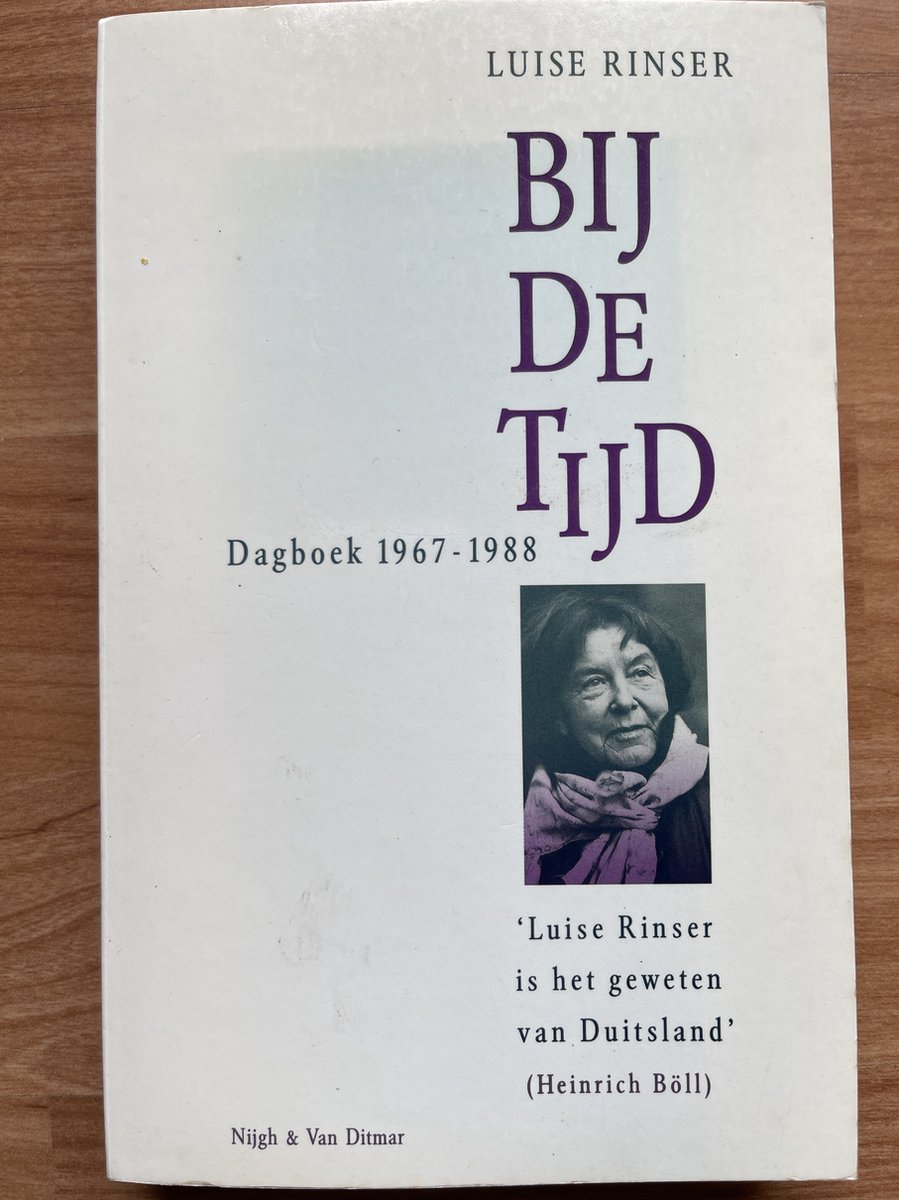 LUISE RINSER
BIJ
DE
TIJD
Dagboek 1967-1988
‘Luise Rinser
is het geweten
van Duitsland’
(Heinrich Böll)
Nijgh & Van Ditmar